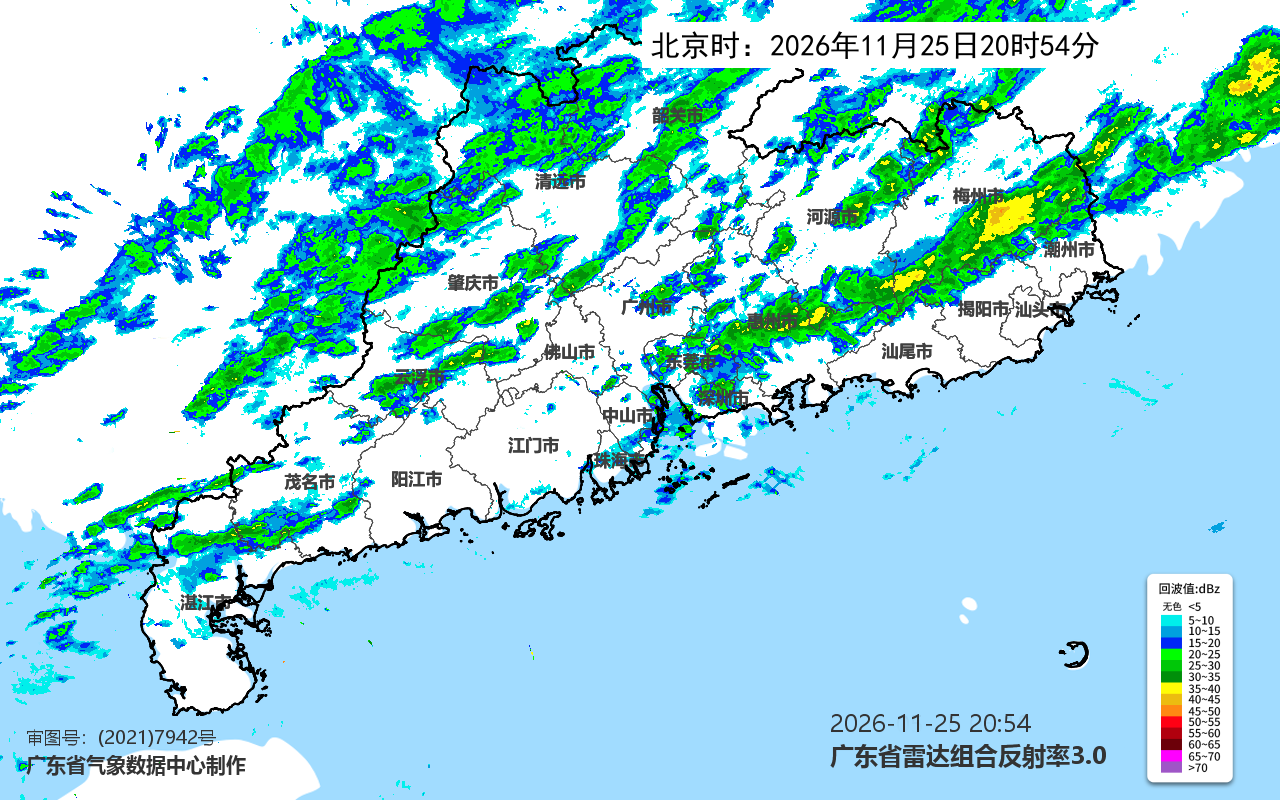 北京时：2026年11月25日20时54分
韶关市
清远市
梅州市
河源市
潮州市
肇庆市
广州市
揭阳市
汕头市
惠州市
佛山市
东莞市
汕尾市
云浮市
深圳市
中山市
江门市
珠海市
阳江市
茂名市
湛江市
回波值:dBz
无色 <5
5~10
10~15
15~20
20~25
25~30
30~35
35~40
40~45
45~50
50~55
55~60
60~65
65~70
>70
2026-11-25 20:54
广东省雷达组合反射率3.0
审图号：(2021)7942号
广东省气象数据中心制作